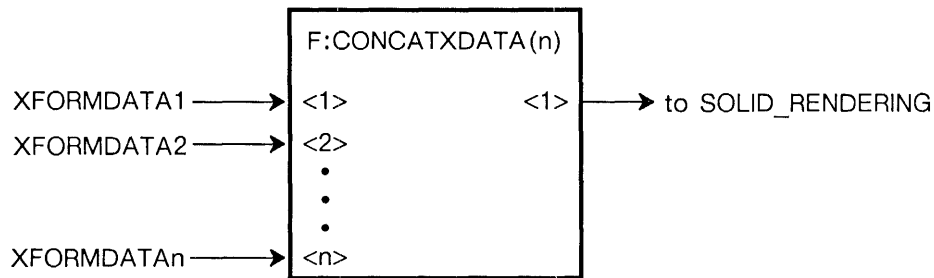 F:CONCATXDATA(n)
XFORMDATA1 <1> <1> to SOLID_RENDERING
XFORMDATA2 <2>
XFORMDATAn <n>